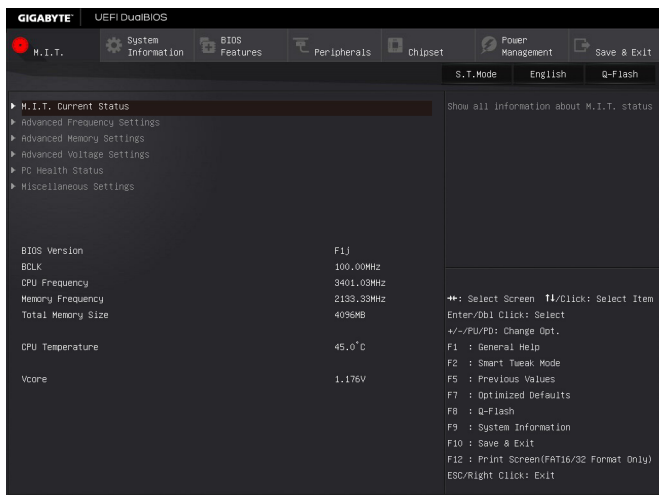 GIGABYTE™ UEFI DualBIOS
M.I.T. System Information BIOS Features Peripherals Chipset Power Management Save & Exit
S.T.Mode English Q-Flash
M.I.T. Current Status
Advanced Frequency Settings
Advanced Memory Settings
Advanced Voltage Settings
PC Health Status
Miscellaneous Settings
Show all information about M.I.T. status
BIOS Version F1j
BCLK 100.00MHz
CPU Frequency 3401.03MHz
Memory Frequency 2133.33MHz
Total Memory Size 4096MB
CPU Temperature 45.0°C
Vcore 1.176V
→←: Select Screen ↑↓/Click: Select Item
Enter/Dbl Click: Select
+/-/PU/PD: Change Opt.
F1 : General Help
F2 : Smart Tweak Mode
F5 : Previous Values
F7 : Optimized Defaults
F8 : Q-Flash
F9 : System Information
F10 : Save & Exit
F12 : Print Screen(FAT16/32 Format Only)
ESC/Right Click: Exit